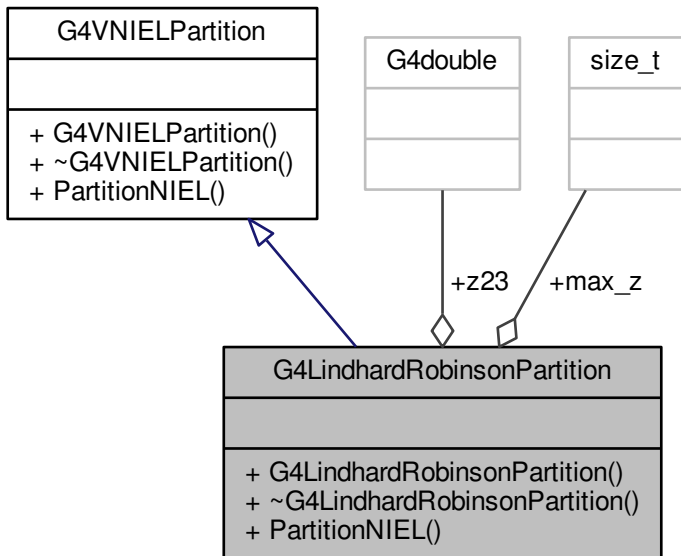 G4VNIELPartition
+ G4VNIELPartition()
+ ~G4VNIELPartition()
+ PartitionNIEL()
G4double
size_t
+z23
+max_z
G4LindhardRobinsonPartition
+ G4LindhardRobinsonPartition()
+ ~G4LindhardRobinsonPartition()
+ PartitionNIEL()